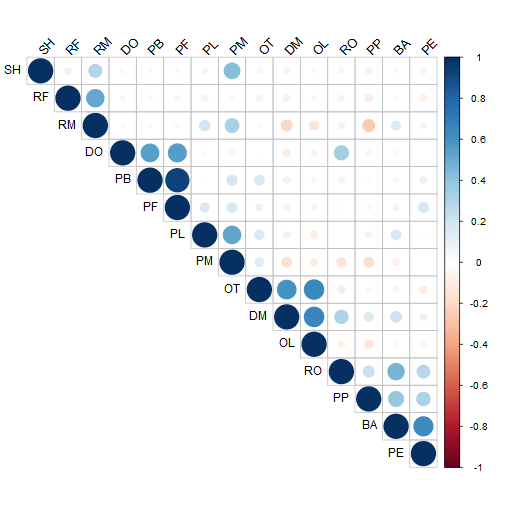 SH RF RM DO PB PF PL PM OT DM OL RO PP BA PE
SH
RF
RM
DO
PB
PF
PL
PM
OT
DM
OL
RO
PP
BA
PE
1
0.8
0.6
0.4
0.2
0
-0.2
-0.4
-0.6
-0.8
-1